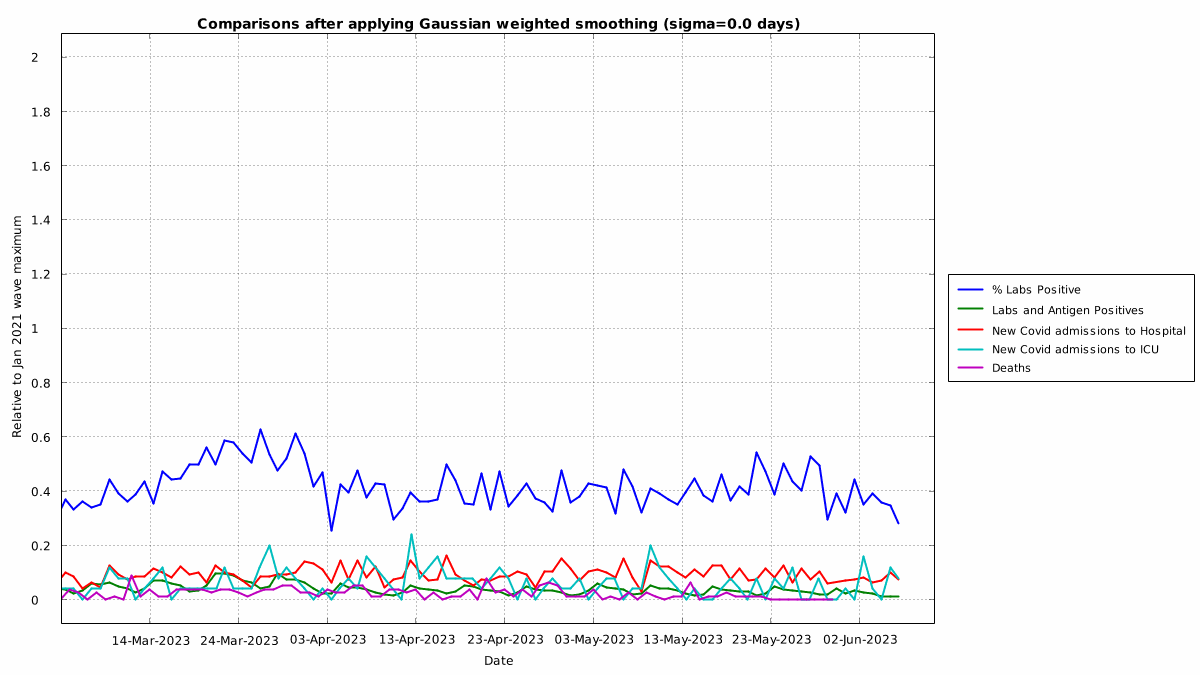 Comparisons after applying Gaussian weighted smoothing (sigma=0.0 days)
2
1.8
1.6
1.4
1.2
1
0.8
0.6
0.4
0.2
0
Relative to Jan 2021 wave maximum
14-Mar-2023 24-Mar-2023 03-Apr-2023 13-Apr-2023 23-Apr-2023 03-May-2023 13-May-2023 23-May-2023 02-Jun-2023
Date
% Labs Positive
Labs and Antigen Positives
New Covid admissions to Hospital
New Covid admissions to ICU
Deaths